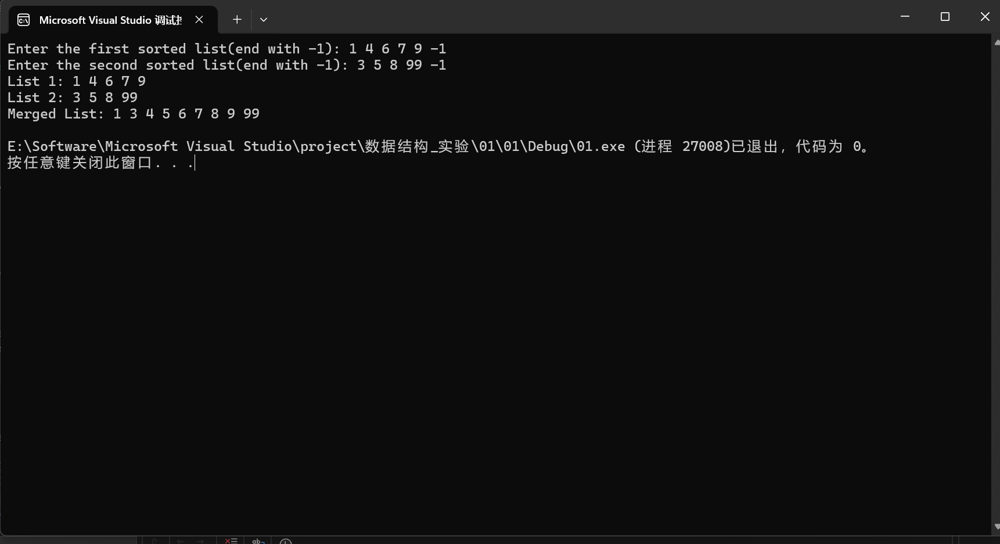 Microsoft Visual Studio 调试
Enter the first sorted list(end with -1): 1 4 6 7 9 -1
Enter the second sorted list(end with -1): 3 5 8 99 -1
List 1: 1 4 6 7 9
List 2: 3 5 8 99
Merged List: 1 3 4 5 6 7 8 9 99
E:\Software\Microsoft Visual Studio\project\数据结构_实验\01\01\Debug\01.exe (进程 27008)已退出，代码为 0。
按任意键关闭此窗口. . .